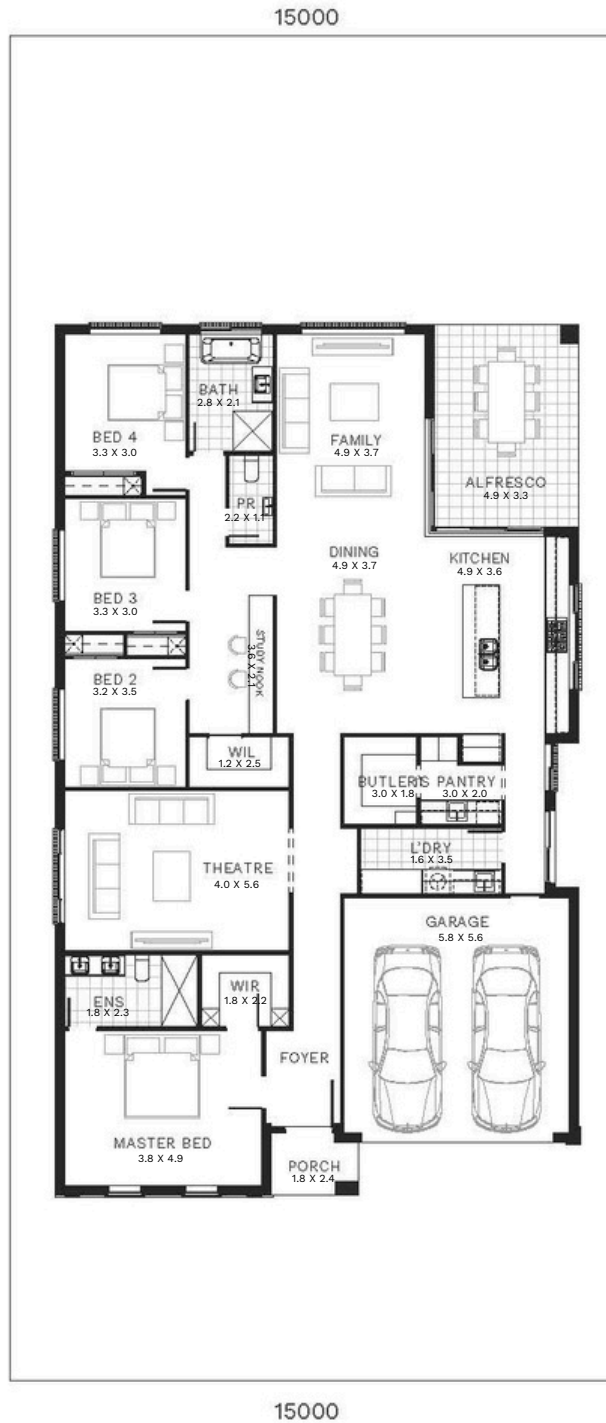 15000
BATH
2.8 X 2.1
BED 4
3.3 X 3.0
FAMILY
4.9 X 3.7
ALFRESCO
4.9 X 3.3
PR
2.2 X 1.1
DINING
4.9 X 3.7
KITCHEN
4.9 X 3.6
BED 3
3.3 X 3.0
STUDY NOOK
3.6 X 2.1
BED 2
3.2 X 3.5
WIL
1.2 X 2.5
BUTLER'S PANTRY
3.0 X 1.8
3.0 X 2.0
L'DRY
1.6 X 3.5
THEATRE
4.0 X 5.6
GARAGE
5.8 X 5.6
ENS
1.8 X 2.3
WIR
1.8 X 2.2
FOYER
MASTER BED
3.8 X 4.9
PORCH
1.8 X 2.4
15000